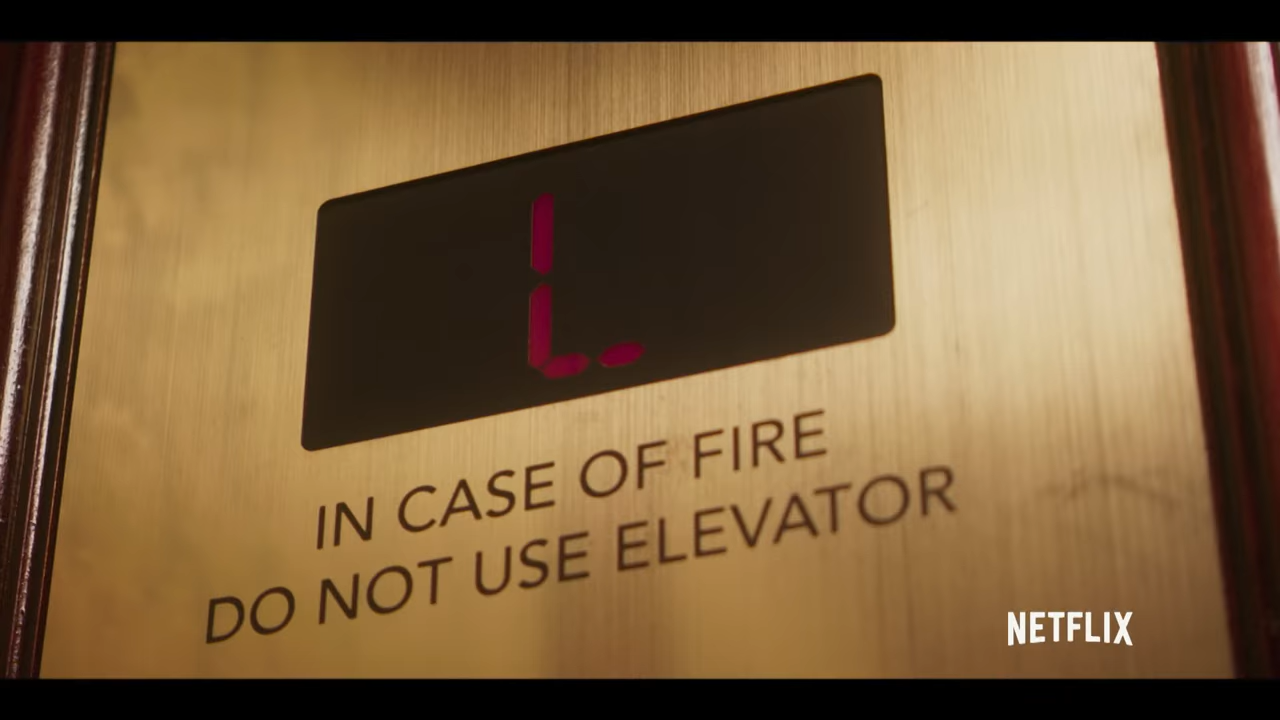 L.
IN CASE OF FIRE
DO NOT USE ELEVATOR
NETFLIX